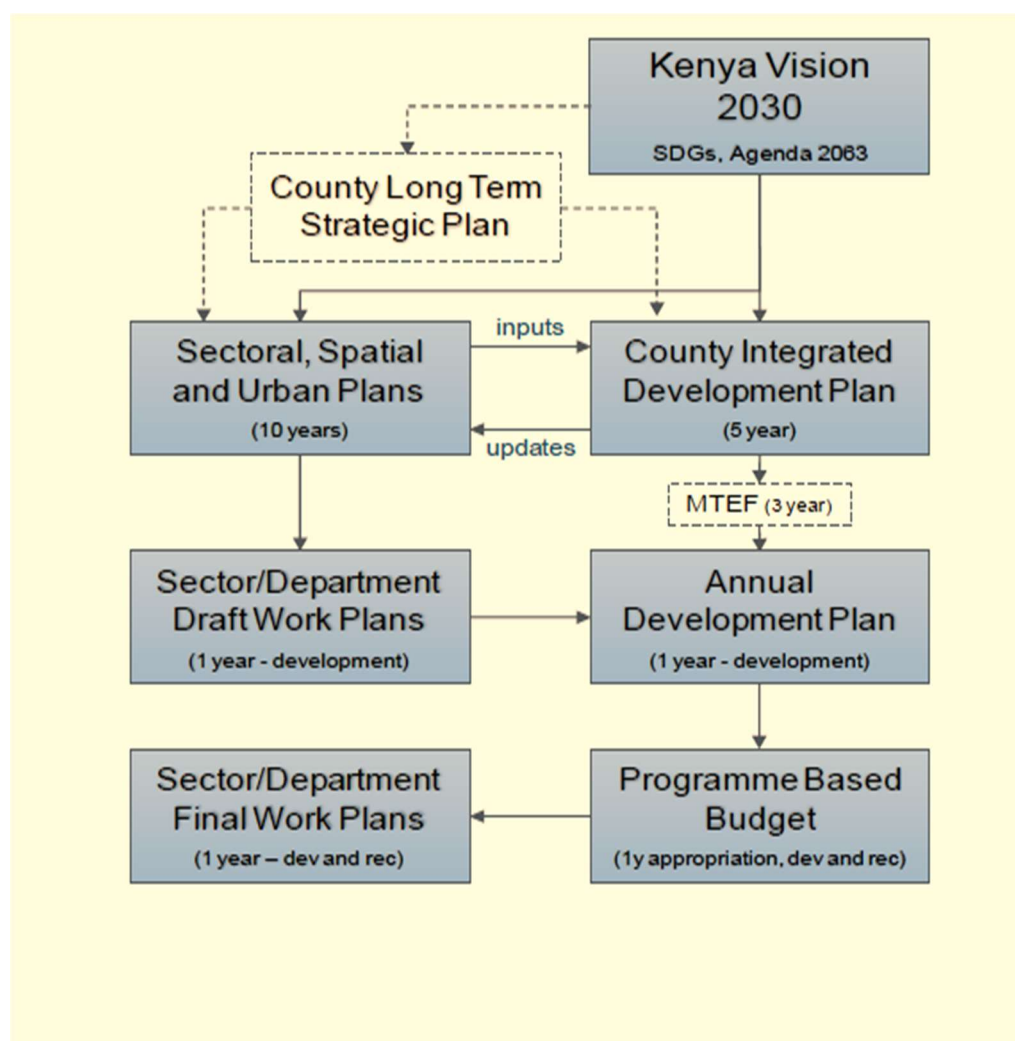 Kenya Vision
2030
SDGs, Agenda 2063
County Long Term
Strategic Plan
Sectoral, Spatial
and Urban Plans
(10 years)
inputs
updates
County Integrated
Development Plan
(5 year)
MTEF (3 year)
Sector/Department
Draft Work Plans
(1 year - development)
Annual
Development Plan
(1 year - development)
Sector/Department
Final Work Plans
(1 year – dev and rec)
Programme Based
Budget
(1y appropriation, dev and rec)